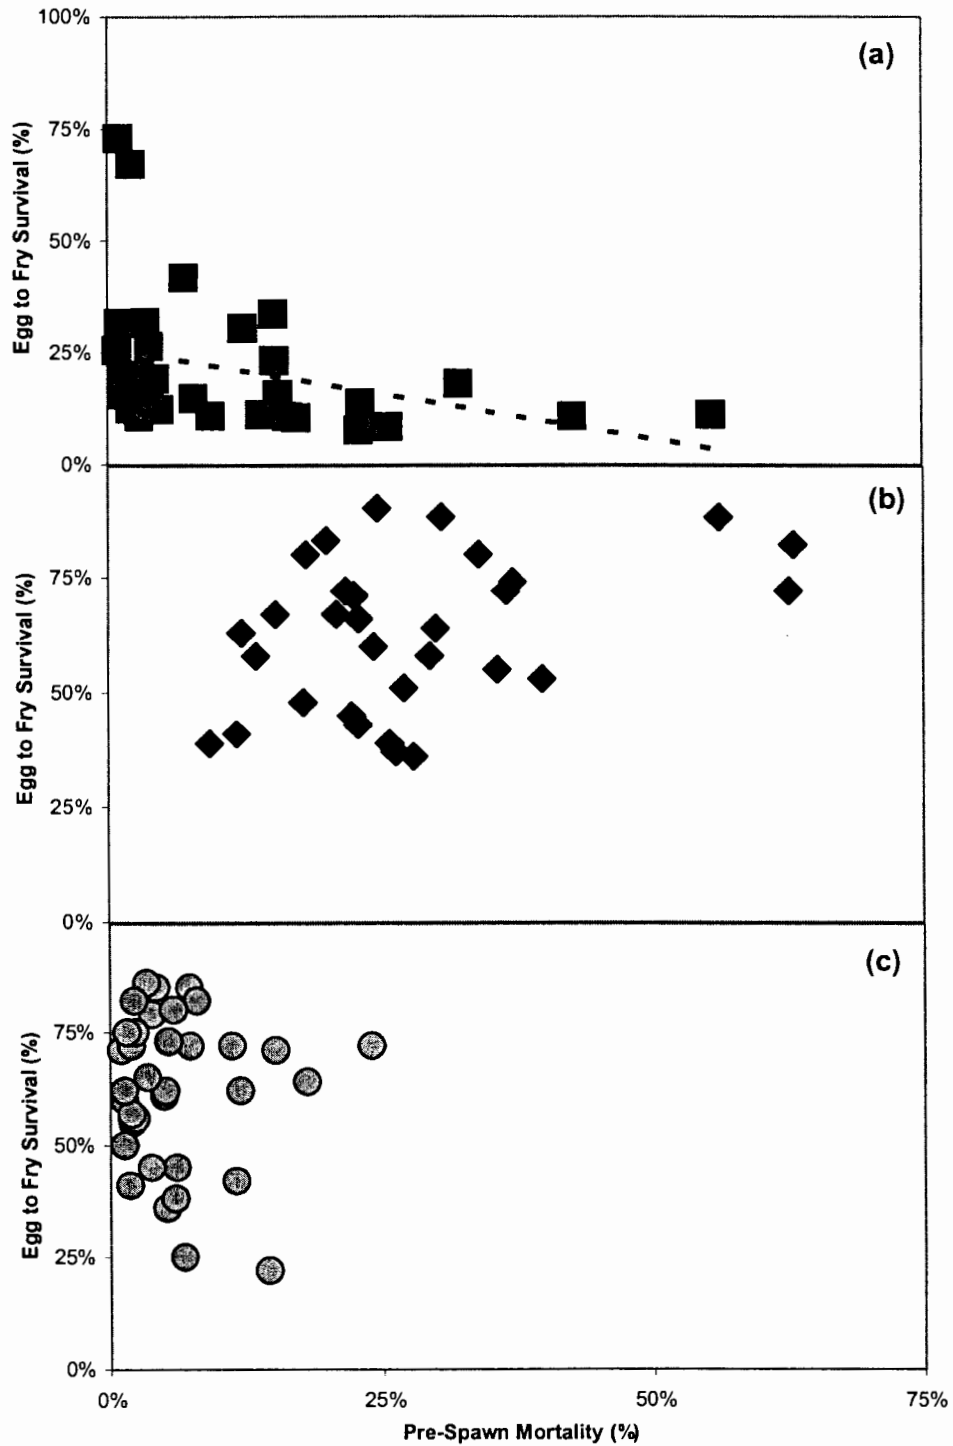 100%
(a)
75%
50%
25%
0%
Egg to Fry Survival (%)
(b)
75%
50%
25%
0%
Egg to Fry Survival (%)
(c)
75%
50%
25%
0%
Egg to Fry Survival (%)
0% 25% 50% 75%
Pre-Spawn Mortality (%)